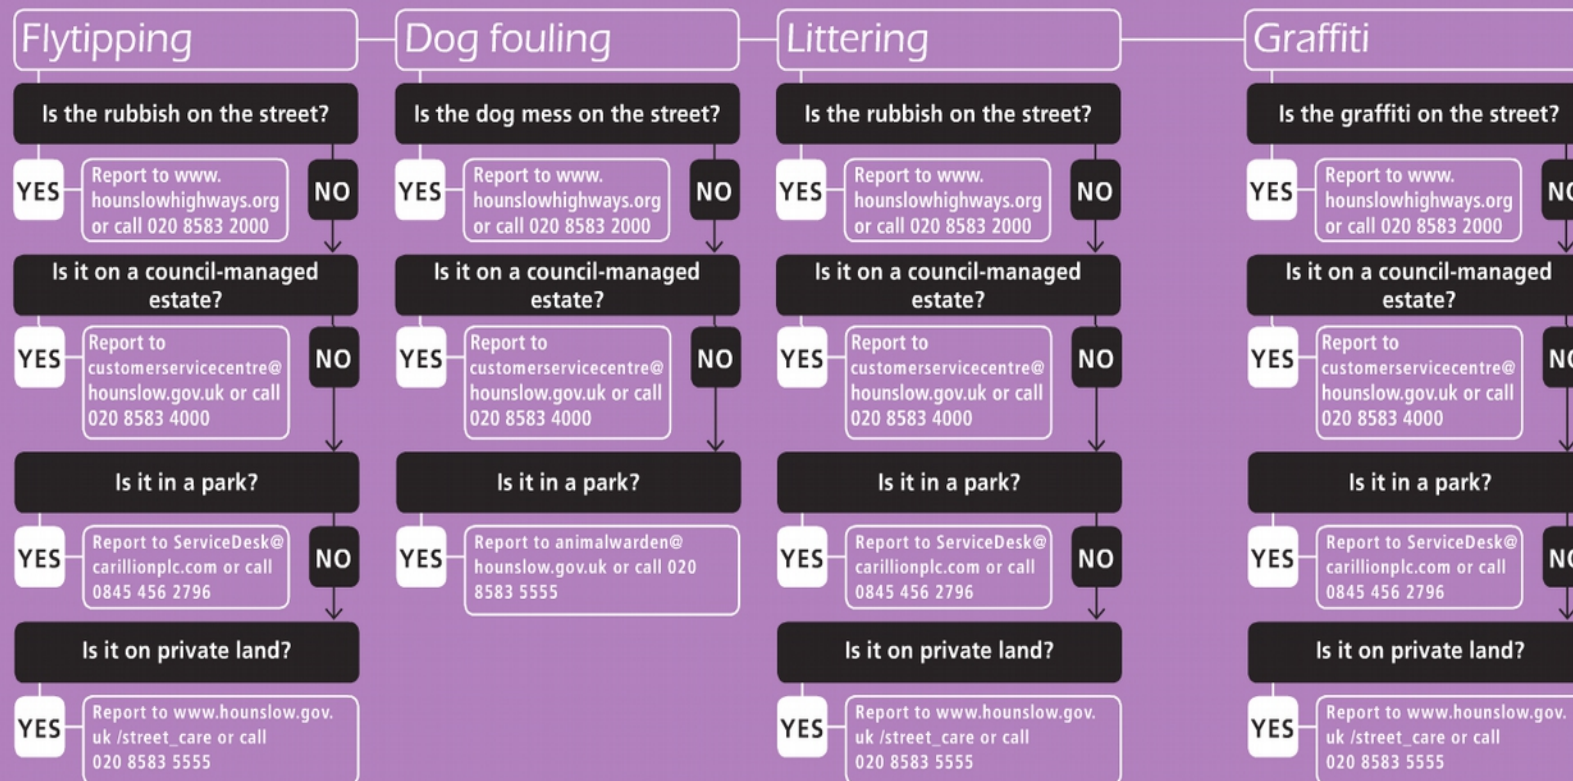 Flytipping
Is the rubbish on the street?
YES
Report to www.
hounslowhighways.org
or call 020 8583 2000
NO
Is it on a council-managed
estate?
YES
Report to
customerservicecentre@
hounslow.gov.uk or call
020 8583 4000
NO
Is it in a park?
YES
Report to ServiceDesk@
carillionplc.com or call
0845 456 2796
NO
Is it on private land?
YES
Report to www.hounslow.gov.
uk /street_care or call
020 8583 5555
Dog fouling
Is the dog mess on the street?
YES
Report to www.
hounslowhighways.org
or call 020 8583 2000
NO
Is it on a council-managed
estate?
YES
Report to
customerservicecentre@
hounslow.gov.uk or call
020 8583 4000
NO
Is it in a park?
YES
Report to animalwarden@
hounslow.gov.uk or call 020
8583 5555
Littering
Is the rubbish on the street?
YES
Report to www.
hounslowhighways.org
or call 020 8583 2000
NO
Is it on a council-managed
estate?
YES
Report to
customerservicecentre@
hounslow.gov.uk or call
020 8583 4000
NO
Is it in a park?
YES
Report to ServiceDesk@
carillionplc.com or call
0845 456 2796
NO
Is it on private land?
YES
Report to www.hounslow.gov.
uk /street_care or call
020 8583 5555
Graffiti
Is the graffiti on the street?
YES
Report to www.
hounslowhighways.org
or call 020 8583 2000
NO
Is it on a council-managed
estate?
YES
Report to
customerservicecentre@
hounslow.gov.uk or call
020 8583 4000
NO
Is it in a park?
YES
Report to ServiceDesk@
carillionplc.com or call
0845 456 2796
NO
Is it on private land?
YES
Report to www.hounslow.gov.
uk /street_care or call
020 8583 5555